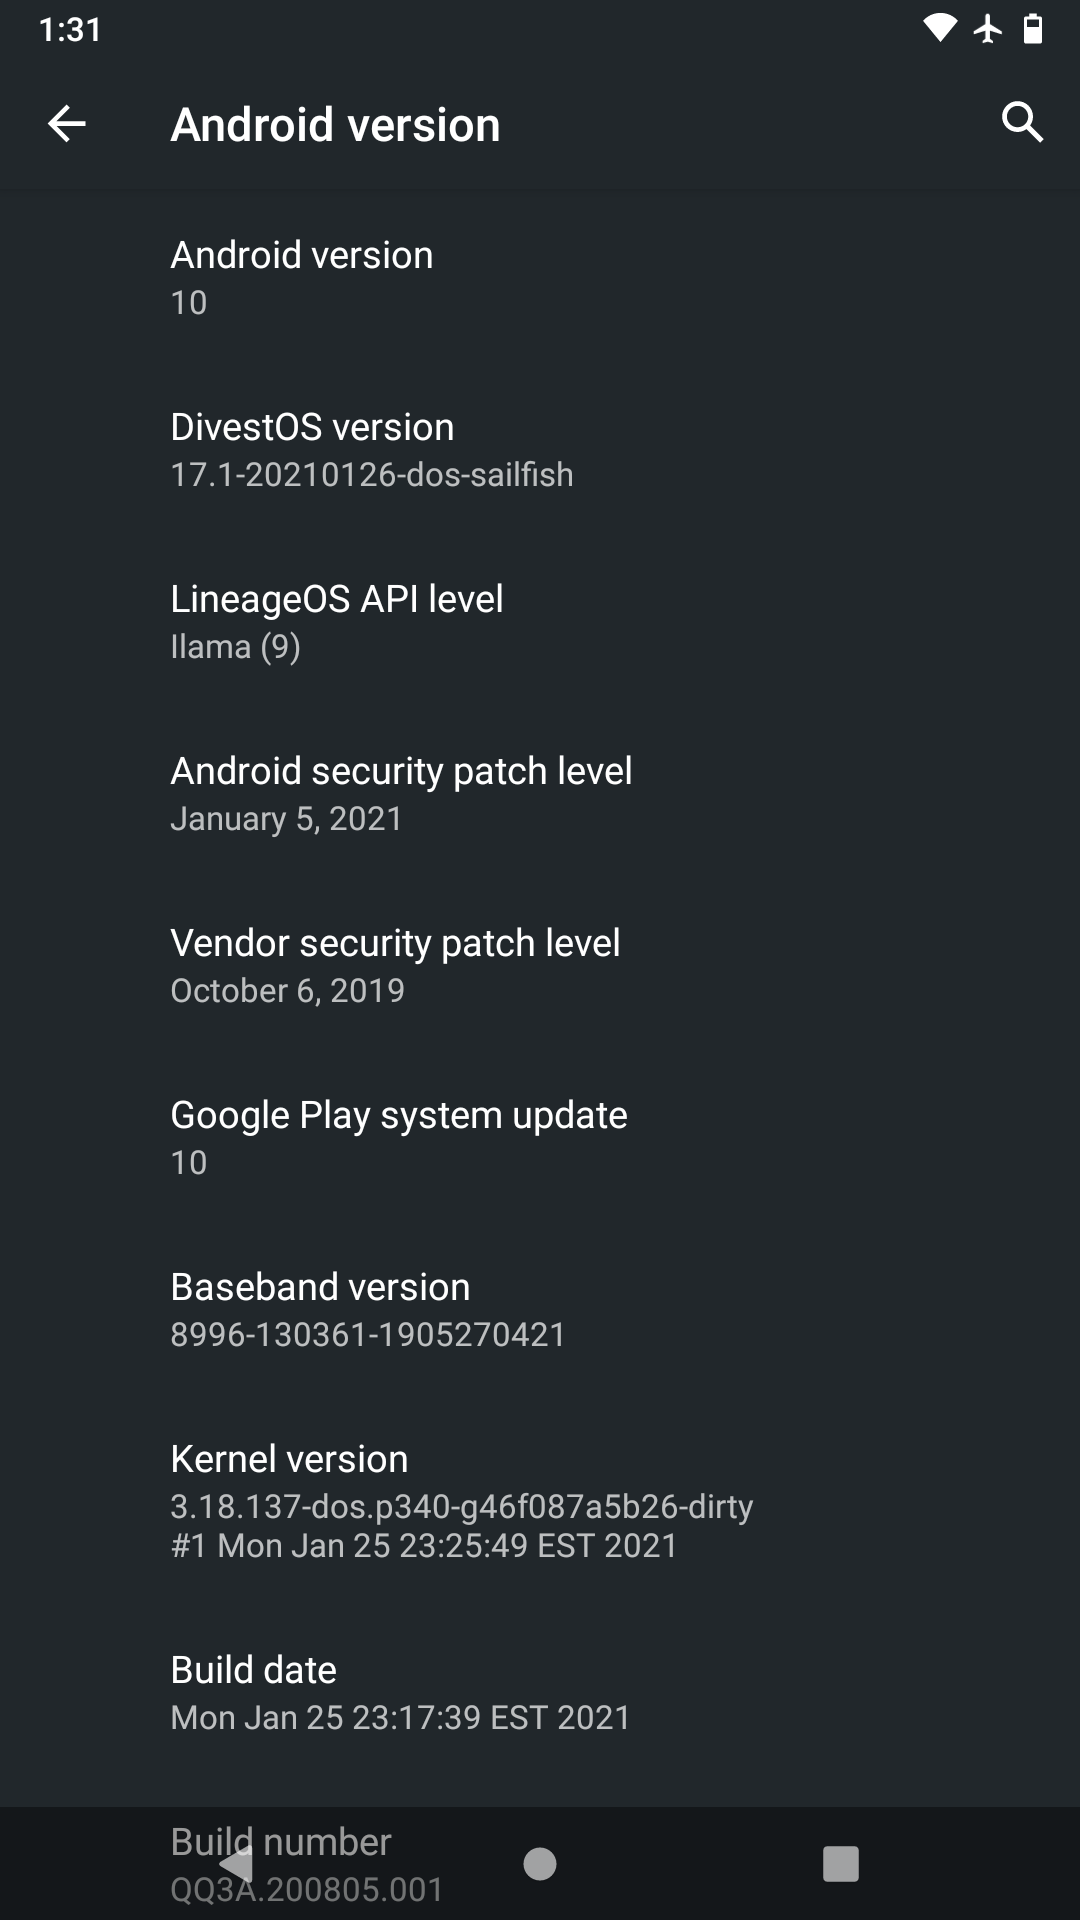 1:31
Android version
Android version
10
DivestOS version
17.1-20210126-dos-sailfish
LineageOS API level
Ilama (9)
Android security patch level
January 5, 2021
Vendor security patch level
October 6, 2019
Google Play system update
10
Baseband version
8996-130361-1905270421
Kernel version
3.18.137-dos.p340-g46f087a5b26-dirty
#1 Mon Jan 25 23:25:49 EST 2021
Build date
Mon Jan 25 23:17:39 EST 2021
Build number
QQ3A.200805.001